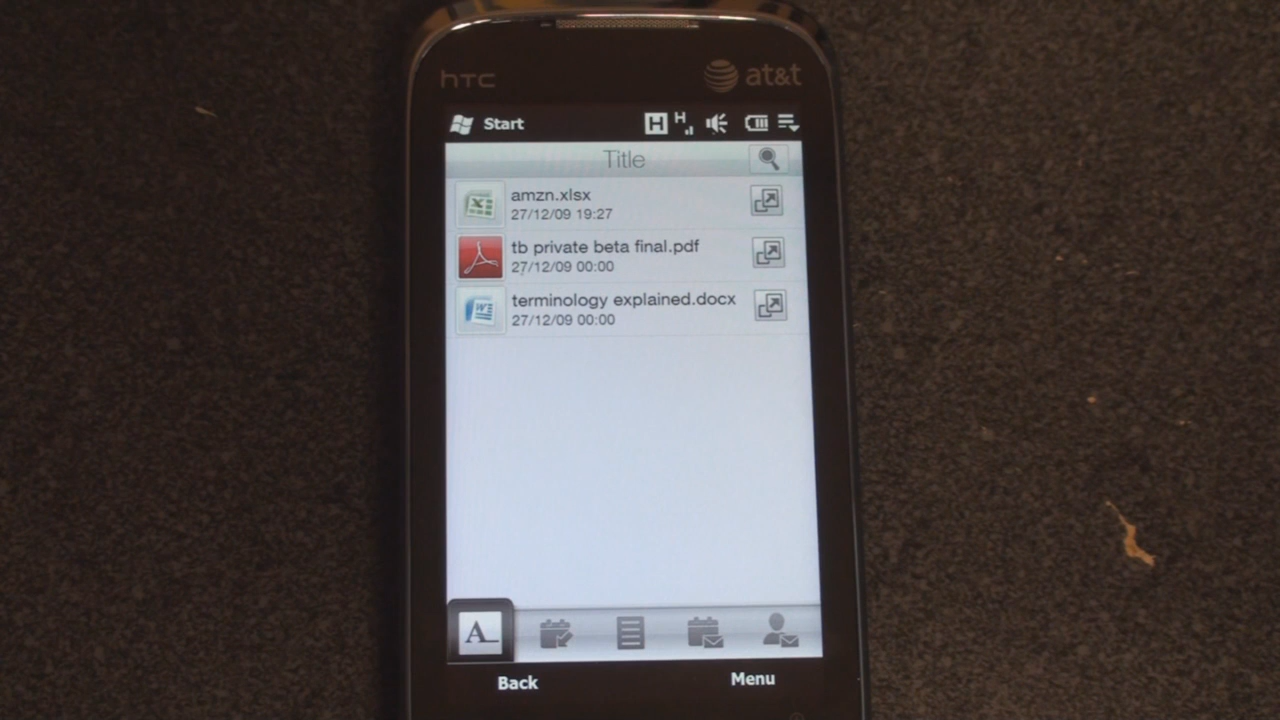 hTC
at&t
Start
H
H
Title
amzn.xlsx
27/12/09 19:27
tb private beta final.pdf
27/12/09 00:00
terminology explained.docx
27/12/09 00:00
A
Back
Menu